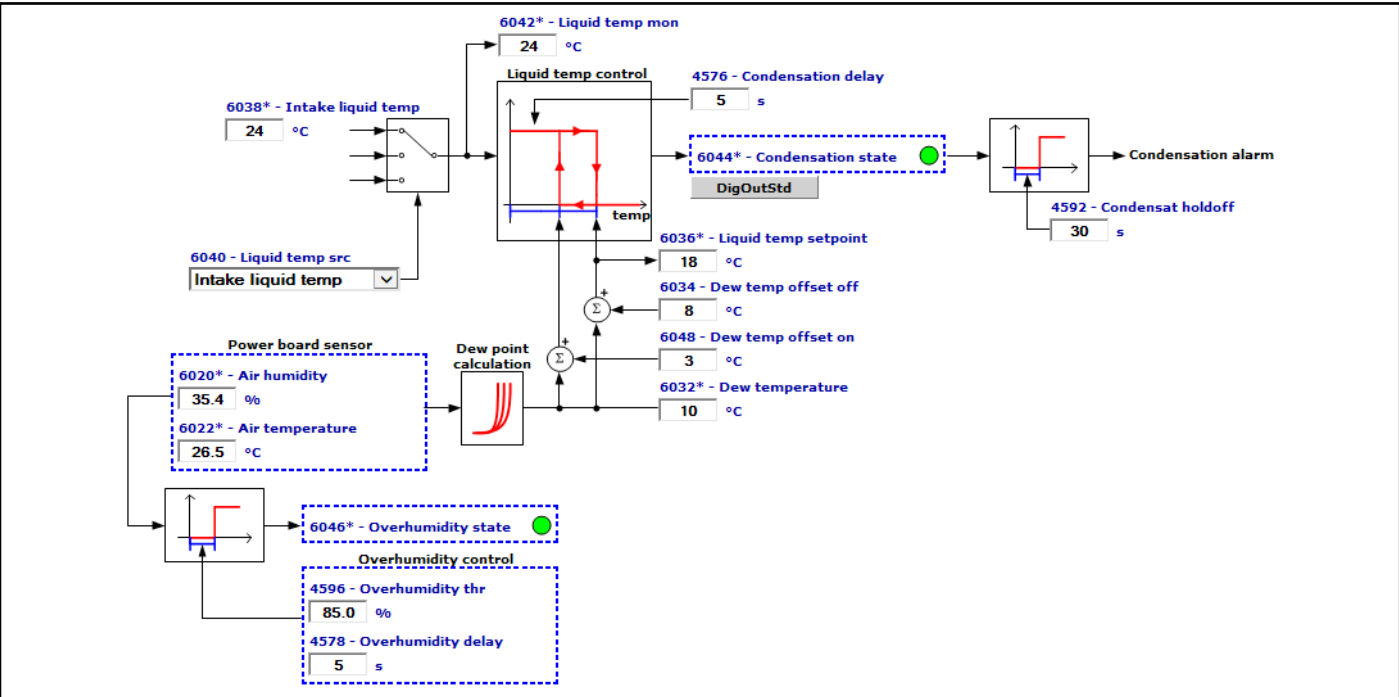 6042* - Liquid temp mon
24 °C
Liquid temp control
4576 - Condensation delay
5 s
6038* - Intake liquid temp
24 °C
6044* - Condensation state
DigOutStd
Condensation alarm
temp
4592 - Condensat holdoff
30 s
6040 - Liquid temp src
Intake liquid temp
6036* - Liquid temp setpoint
18 °C
6034 - Dew temp offset off
8 °C
+
Σ
6048 - Dew temp offset on
3 °C
+
Σ
Power board sensor
Dew point
calculation
6020* - Air humidity
35.4 %
6032* - Dew temperature
10 °C
6022* - Air temperature
26.5 °C
6046* - Overhumidity state
Overhumidity control
4596 - Overhumidity thr
85.0 %
4578 - Overhumidity delay
5 s